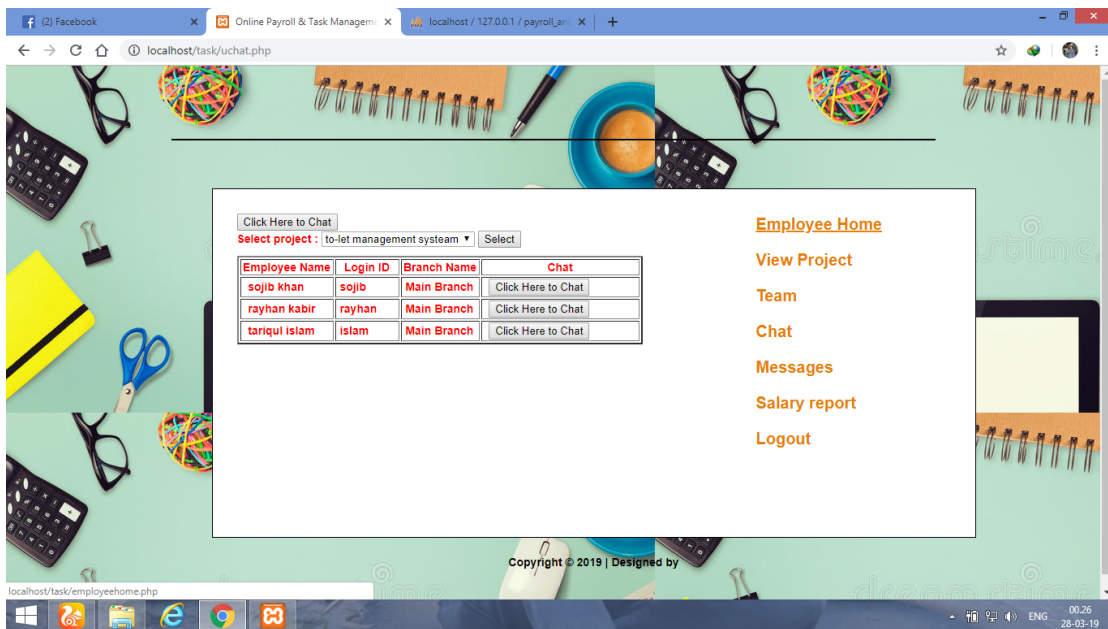 (2) Facebook
Online Payroll & Task Manageme
localhost / 127.0.0.1 / payroll_an
localhost/task/uchat.php
Click Here to Chat
Select project : to-let management systeam Select
Employee Name Login ID Branch Name Chat
sojib khan sojib Main Branch Click Here to Chat
rayhan kabir rayhan Main Branch Click Here to Chat
tariqul islam islam Main Branch Click Here to Chat
Employee Home
View Project
Team
Chat
Messages
Salary report
Logout
Copyright © 2019 | Designed by
localhost/task/employeehome.php
ENG
00.26
28-03-19